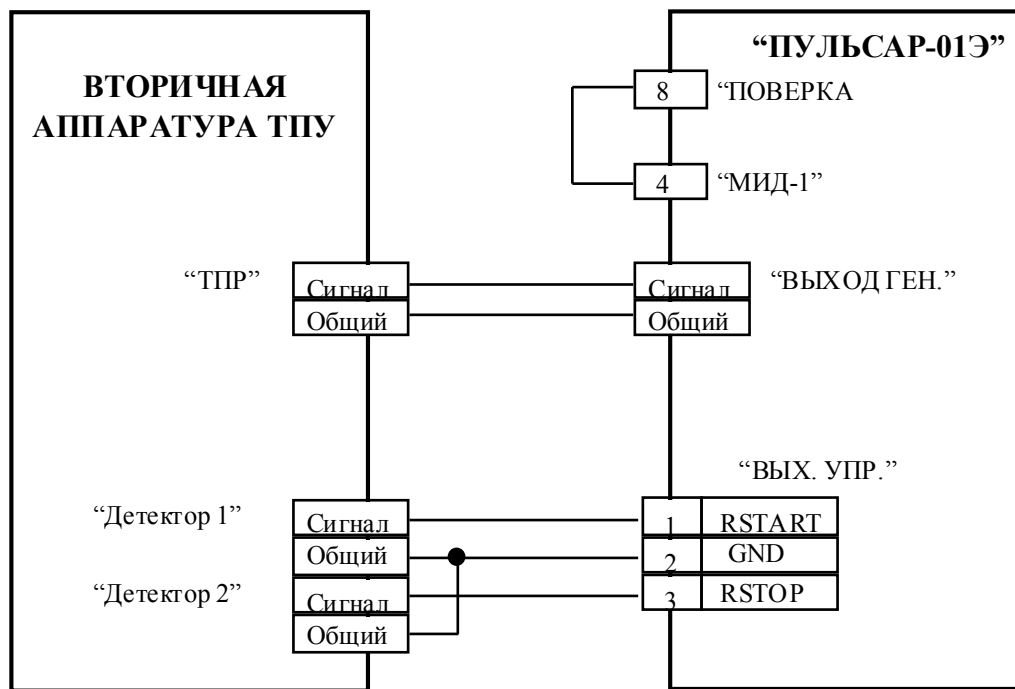 ВТОРИЧНАЯ
АППАРАТУРА ТПУ
“ПУЛЬСАР-01Э”
8 “ПОВЕРКА
4 “МИД-1”
“ТПР” Сигнал
Общий
Сигнал “ВЫХОД ГЕН.”
Общий
“ВЫХ. УПР.”
“Детектор 1” Сигнал
Общий
“Детектор 2” Сигнал
Общий
1 RSTART
2 GND
3 RSTOP